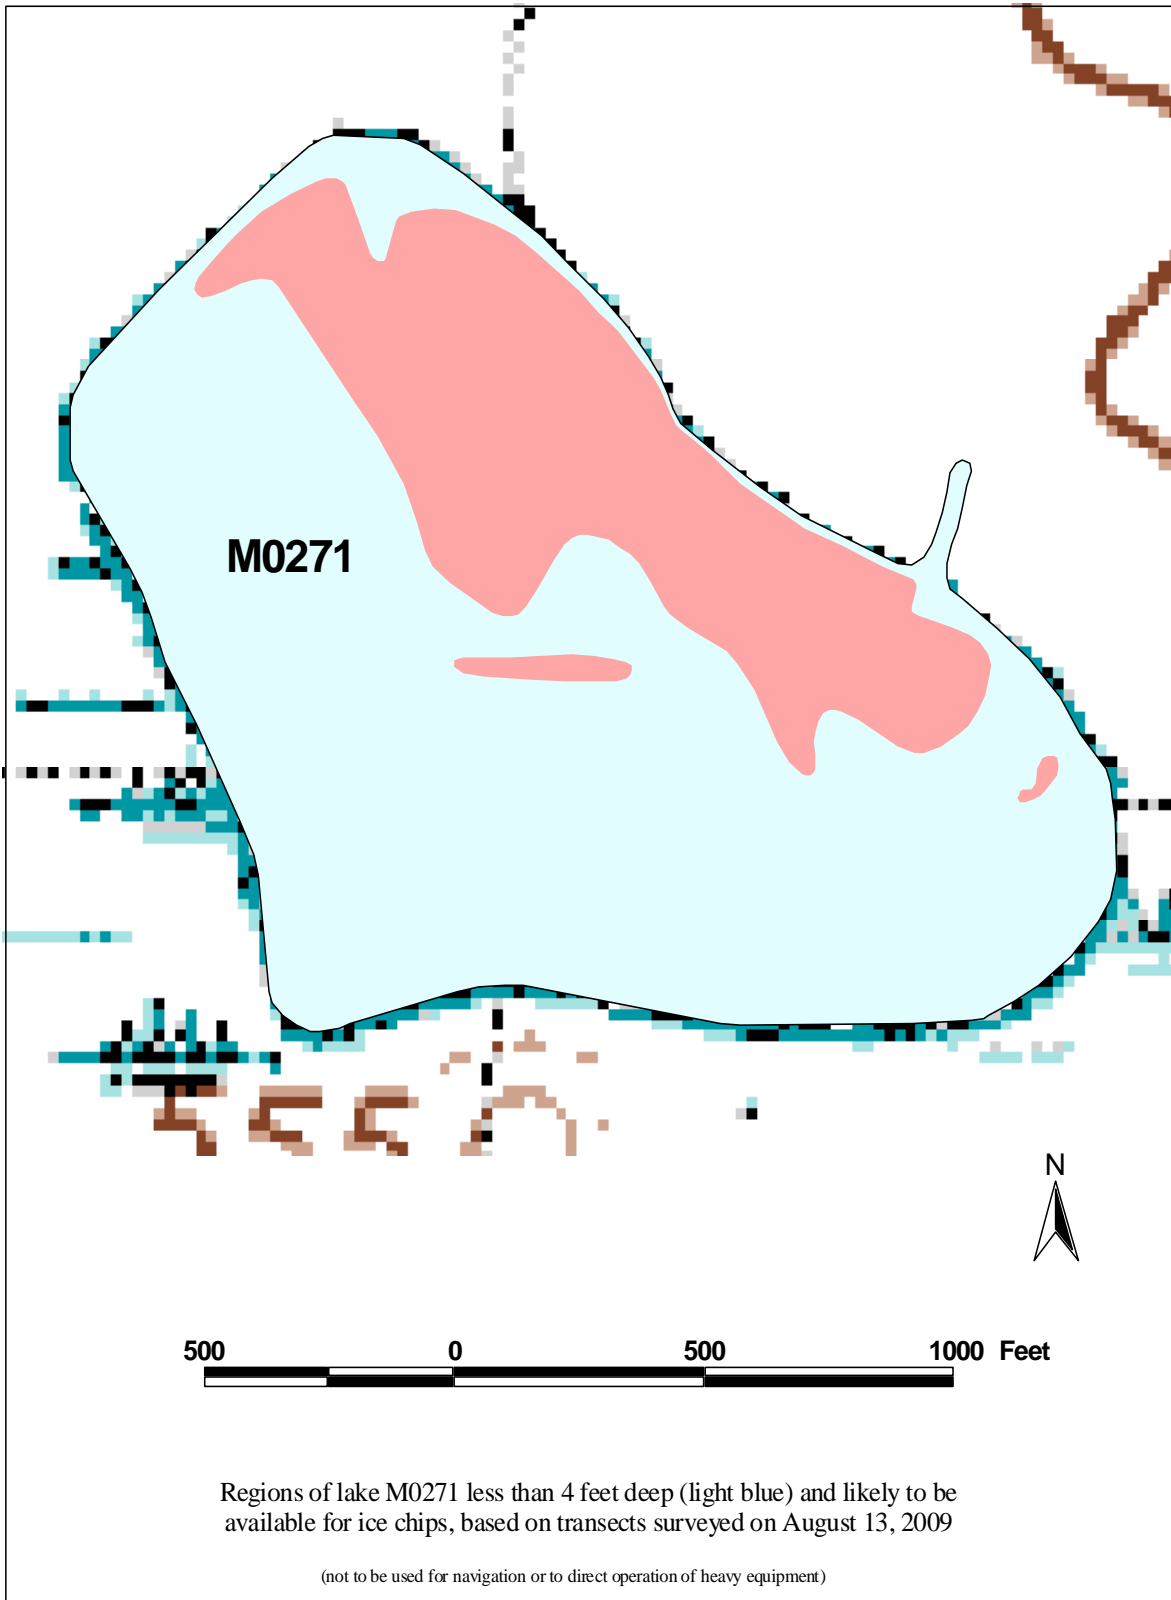 M0271
N
500 0 500 1000 Feet
Regions of lake M0271 less than 4 feet deep (light blue) and likely to be
available for ice chips, based on transects surveyed on August 13, 2009
(not to be used for navigation or to direct operation of heavy equipment)